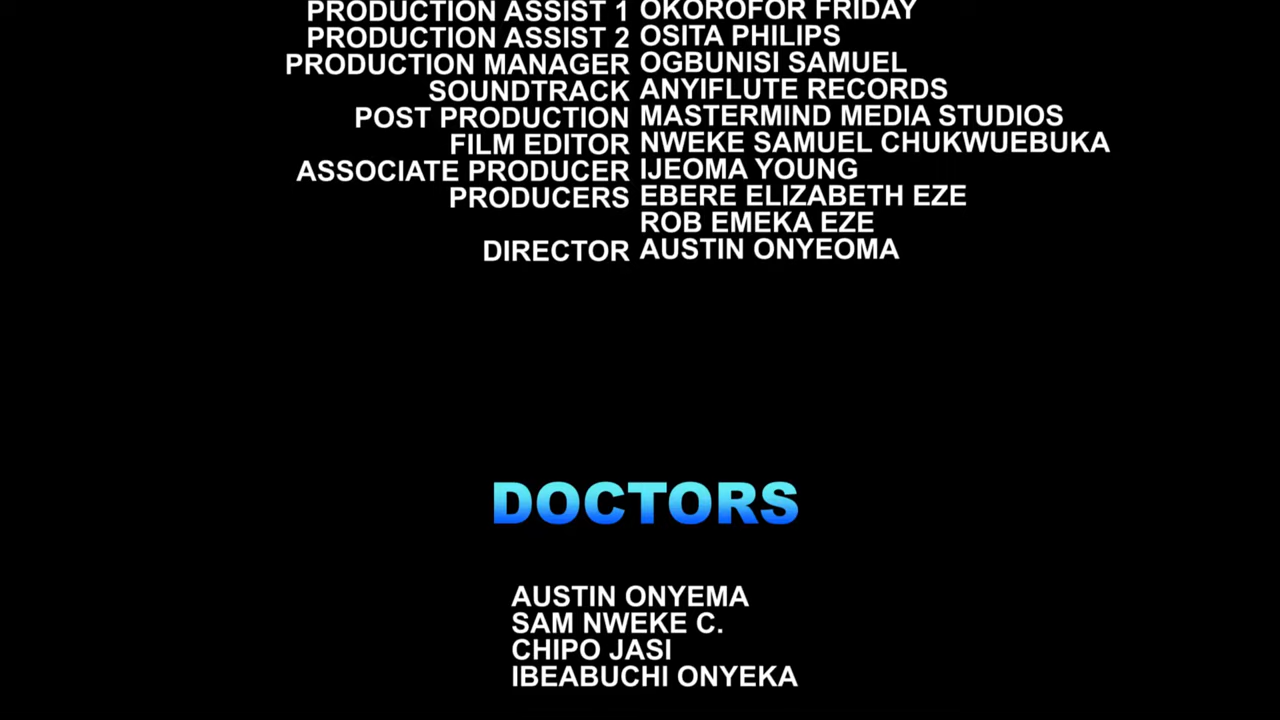 PRODUCTION ASSIST 1 OKOROFOR FRIDAY
PRODUCTION ASSIST 2 OSITA PHILIPS
PRODUCTION MANAGER OGBUNISI SAMUEL
SOUNDTRACK ANYIFLUTE RECORDS
POST PRODUCTION MASTERMIND MEDIA STUDIOS
FILM EDITOR NWEKE SAMUEL CHUKWUEBUKA
ASSOCIATE PRODUCER IJEOMA YOUNG
PRODUCERS EBERE ELIZABETH EZE
ROB EMEKA EZE
DIRECTOR AUSTIN ONYEOMA
DOCTORS
AUSTIN ONYEMA
SAM NWEKE C.
CHIPO JASI
IBEABUCHI ONYEKA